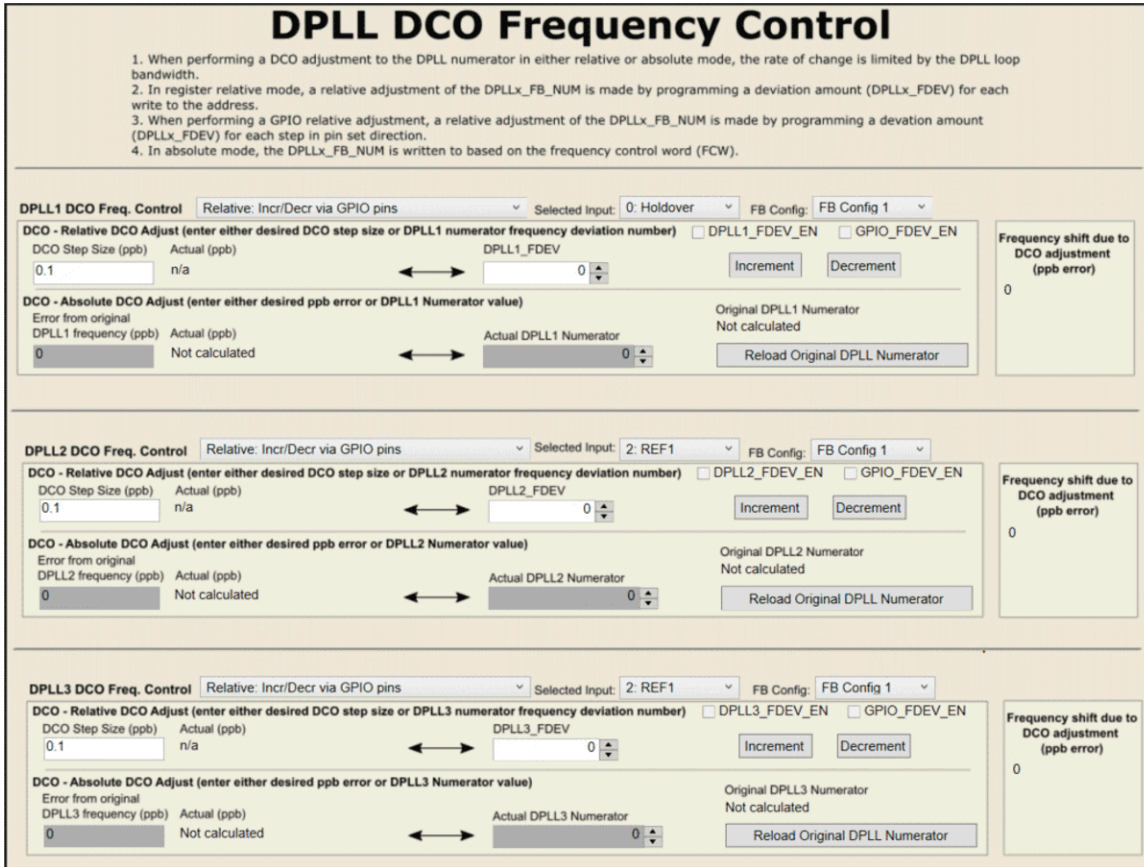 DPLL DCO Frequency Control
1. When performing a DCO adjustment to the DPLL numerator in either relative or absolute mode, the rate of change is limited by the DPLL loop
bandwidth.
2. In register relative mode, a relative adjustment of the DPLLx_FB_NUM is made by programming a deviation amount (DPLLx_FDEV) for each
write to the address.
3. When performing a GPIO relative adjustment, a relative adjustment of the DPLLx_FB_NUM is made by programming a devation amount
(DPLLx_FDEV) for each step in pin set direction.
4. In absolute mode, the DPLLx_FB_NUM is written to based on the frequency control word (FCW).
DPLL1 DCO Freq. Control Relative: Incr/Decr via GPIO pins Selected Input: 0: Holdover FB Config: FB Config 1
DCO - Relative DCO Adjust (enter either desired DCO step size or DPLL1 numerator frequency deviation number) DPLL1_FDEV_EN GPIO_FDEV_EN
DCO Step Size (ppb) Actual (ppb) DPLL1_FDEV
0.1 n/a 0 Increment Decrement
Frequency shift due to
DCO adjustment
(ppb error)
0
DCO - Absolute DCO Adjust (enter either desired ppb error or DPLL1 Numerator value)
Error from original
DPLL1 frequency (ppb) Actual (ppb) Actual DPLL1 Numerator
0 Not calculated 0
Original DPLL1 Numerator
Not calculated
Reload Original DPLL Numerator
DPLL2 DCO Freq. Control Relative: Incr/Decr via GPIO pins Selected Input: 2: REF1 FB Config: FB Config 1
DCO - Relative DCO Adjust (enter either desired DCO step size or DPLL2 numerator frequency deviation number) DPLL2_FDEV_EN GPIO_FDEV_EN
DCO Step Size (ppb) Actual (ppb) DPLL2_FDEV
0.1 n/a 0 Increment Decrement
Frequency shift due to
DCO adjustment
(ppb error)
0
DCO - Absolute DCO Adjust (enter either desired ppb error or DPLL2 Numerator value)
Error from original
DPLL2 frequency (ppb) Actual (ppb) Actual DPLL2 Numerator
0 Not calculated 0
Original DPLL2 Numerator
Not calculated
Reload Original DPLL Numerator
DPLL3 DCO Freq. Control Relative: Incr/Decr via GPIO pins Selected Input: 2: REF1 FB Config: FB Config 1
DCO - Relative DCO Adjust (enter either desired DCO step size or DPLL3 numerator frequency deviation number) DPLL3_FDEV_EN GPIO_FDEV_EN
DCO Step Size (ppb) Actual (ppb) DPLL3_FDEV
0.1 n/a 0 Increment Decrement
Frequency shift due to
DCO adjustment
(ppb error)
0
DCO - Absolute DCO Adjust (enter either desired ppb error or DPLL3 Numerator value)
Error from original
DPLL3 frequency (ppb) Actual (ppb) Actual DPLL3 Numerator
0 Not calculated 0
Original DPLL3 Numerator
Not calculated
Reload Original DPLL Numerator